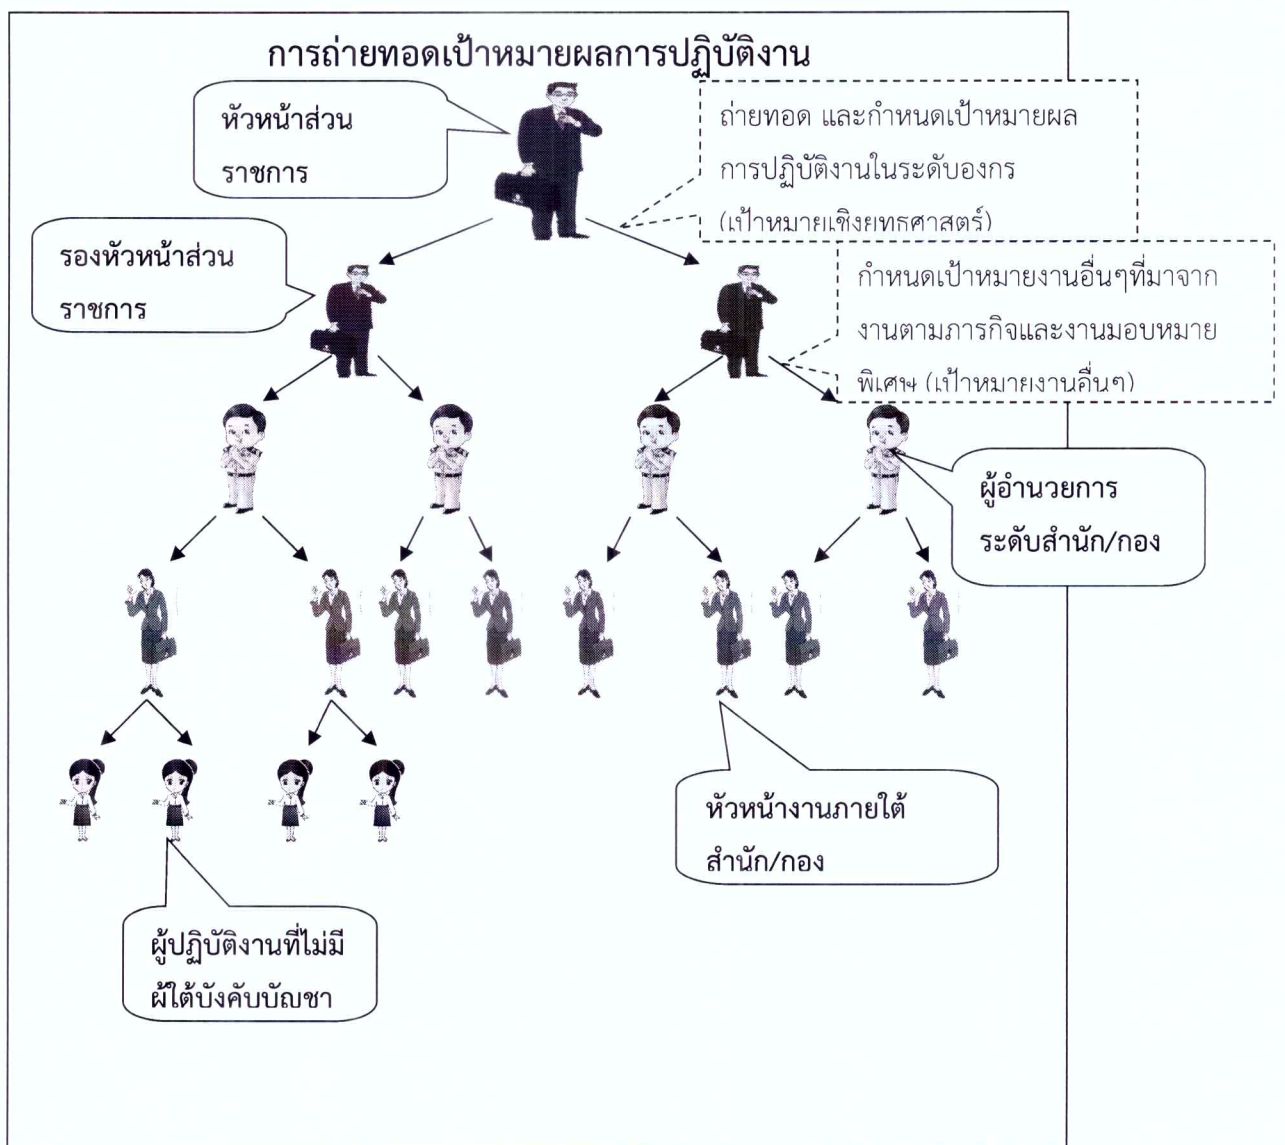 การถ่ายทอดเป้าหมายผลการปฏิบัติงาน
หัวหน้าส่วน
ราชการ
ถ่ายทอด และกำหนดเป้าหมายผล
การปฏิบัติงานในระดับองกร
(เป้าหมายเชิงยุทธศาสตร์)
รองหัวหน้าส่วน
ราชการ
กำหนดเป้าหมายงานอื่นๆที่มาจาก
งานตามภารกิจและงานมอบหมาย
พิเศษ (เป้าหมายงานอื่นๆ)
ผู้อำนวยการ
ระดับสำนัก/กอง
หัวหน้างานภายใต้
สำนัก/กอง
ผู้ปฏิบัติงานที่ไม่มี
ผู้ใต้บังคับบัญชา